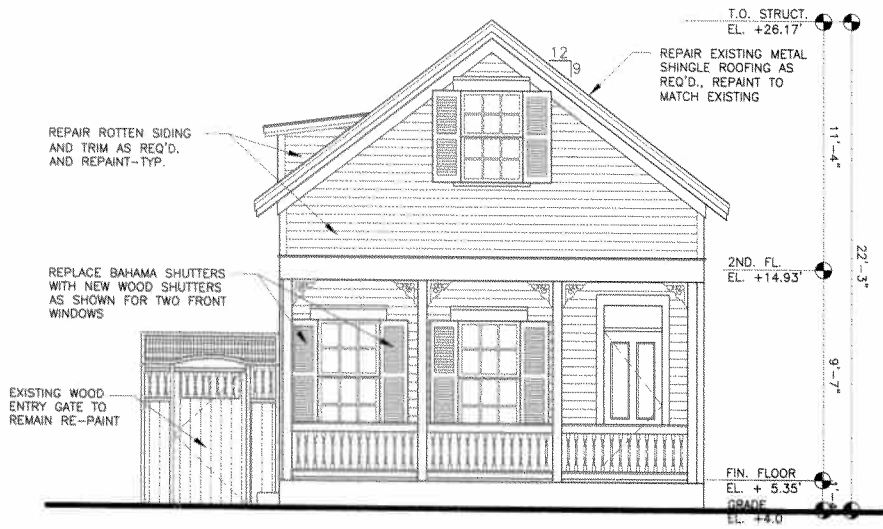 T.O. STRUCT.
EL. +26.17'
12
9
REPAIR EXISTING METAL
SHINGLE ROOFING AS
REQ'D., REPAINT TO
MATCH EXISTING
REPAIR ROTTEN SIDING
AND TRIM AS REQ'D.
AND REPAINT-TYP.
11'-4"
REPLACE BAHAMA SHUTTERS
WITH NEW WOOD SHUTTERS
AS SHOWN FOR TWO FRONT
WINDOWS
2ND. FL.
EL. +14.93'
22'-3"
9'-7"
EXISTING WOOD
ENTRY GATE TO
REMAIN RE-PAINT
FIN. FLOOR
EL. + 5.35'
GRADE
EL. +4.0